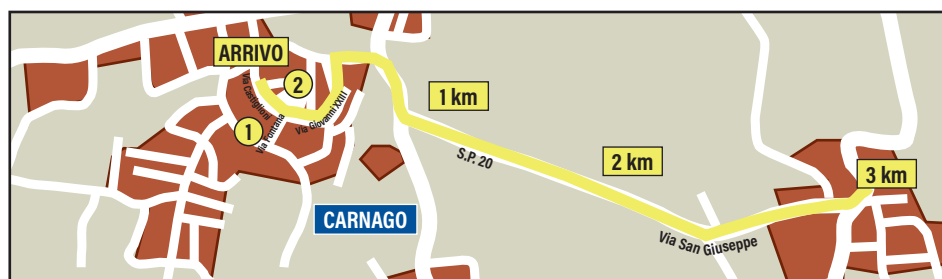 ARRIVO
Via Castiglioni
2
1
Via Fontana
Via Giovanni XXIII
1 km
S.P. 20
2 km
3 km
CARNAGO
Via San Giuseppe